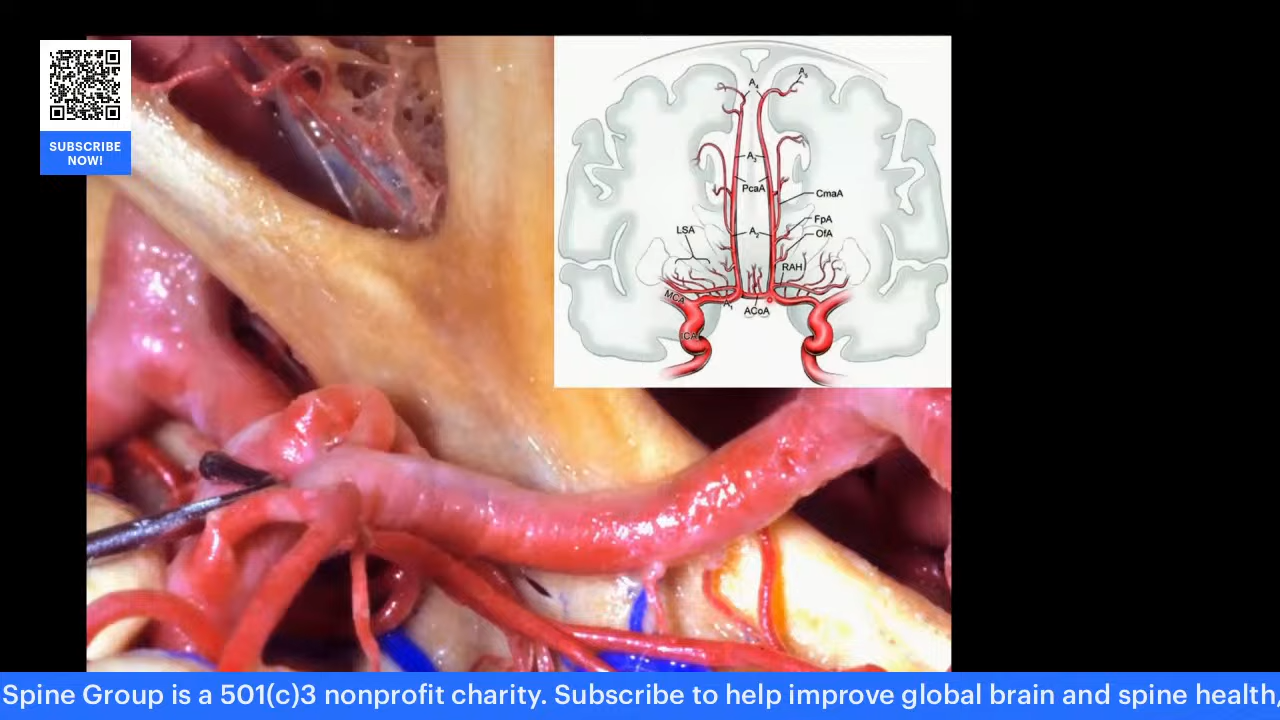 SUBSCRIBE
NOW!
A₄
A₅
A₃
PcaA
CmaA
FpA
LSA
A₂
OfA
RAH
MCA
A₁
ACoA
ICA
Spine Group is a 501(c)3 nonprofit charity. Subscribe to help improve global brain and spine health,